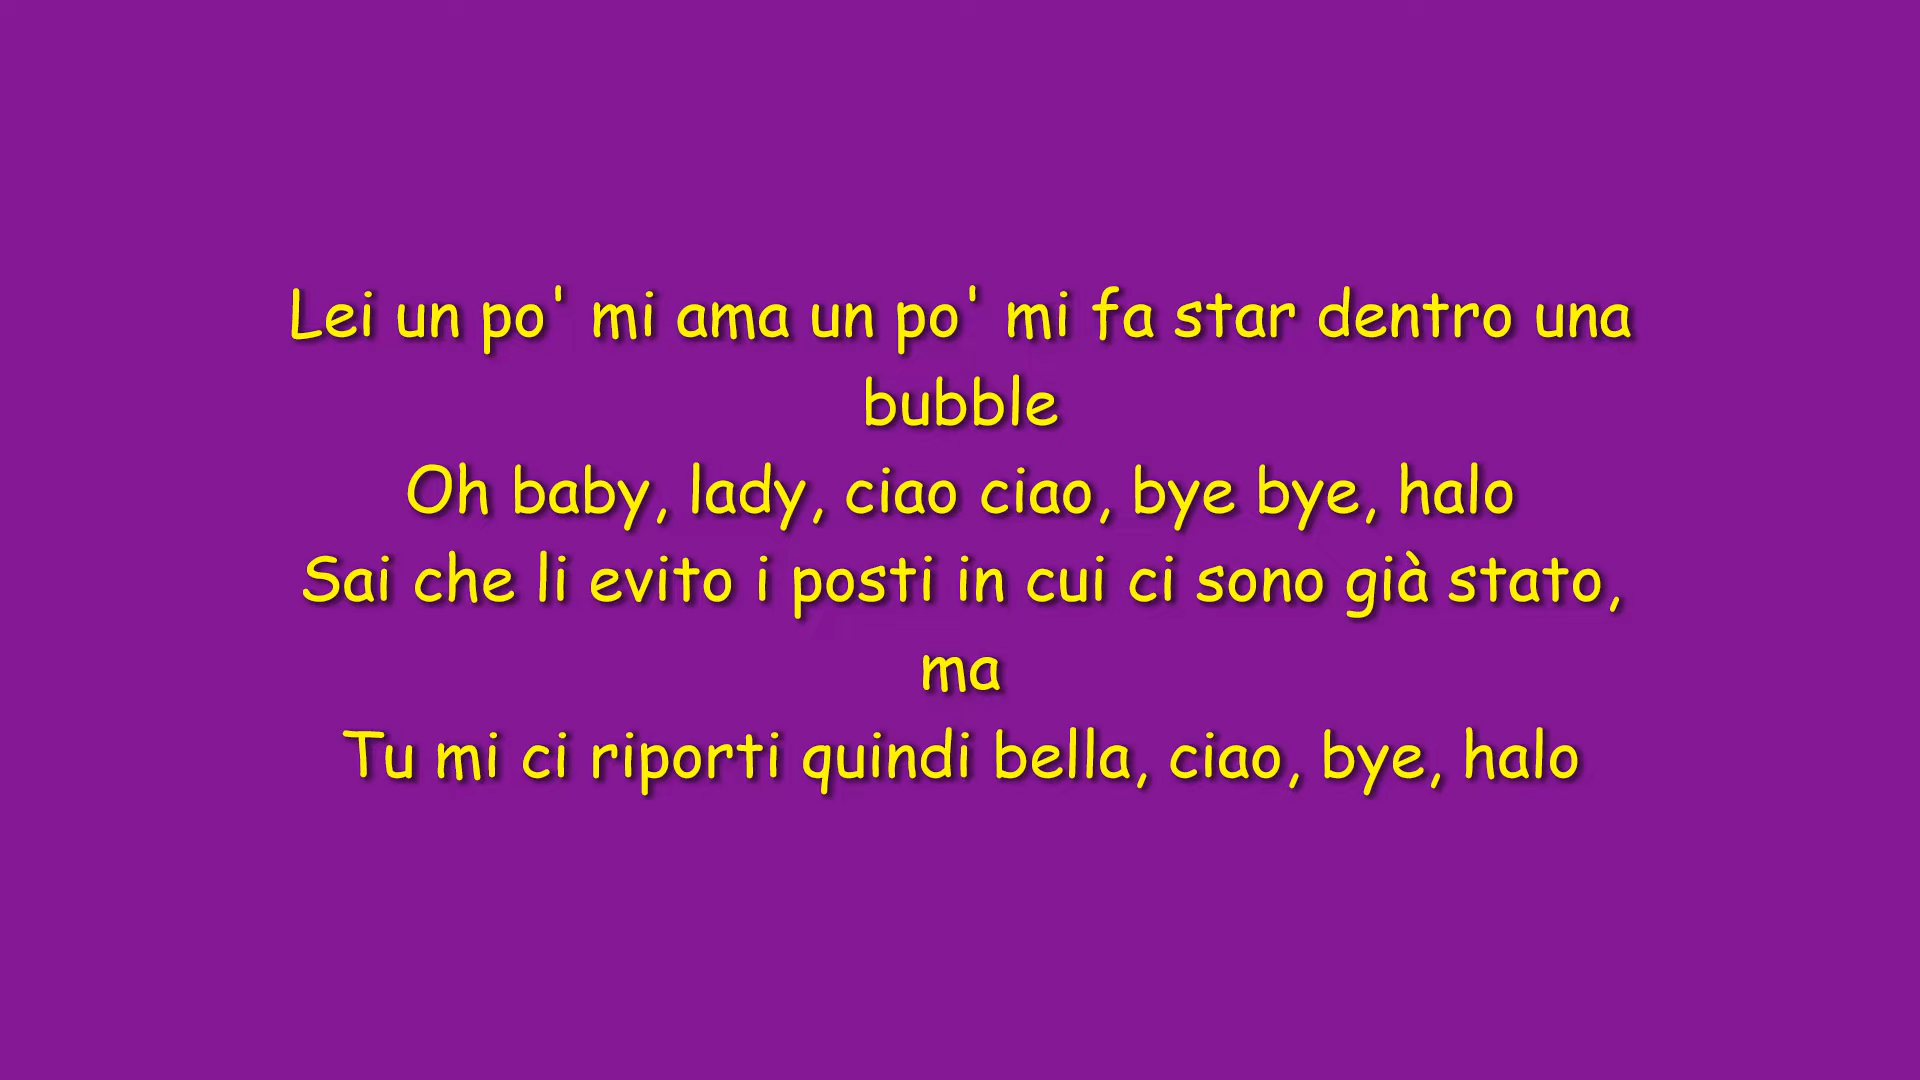 Lei un po' mi ama un po' mi fa star dentro una
bubble
Oh baby, lady, ciao ciao, bye bye, halo
Sai che li evito i posti in cui ci sono già stato,
ma
Tu mi ci riporti quindi bella, ciao, bye, halo